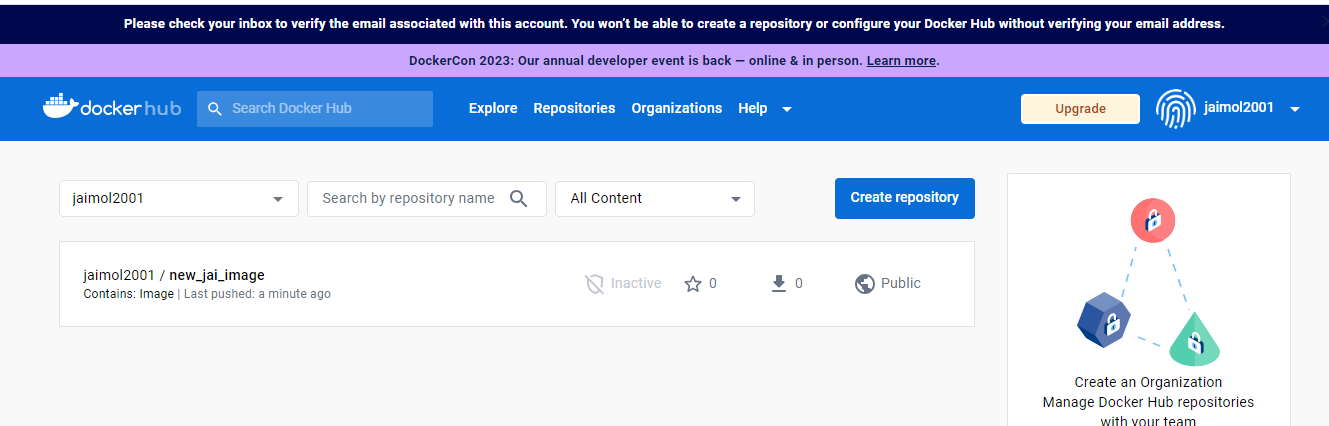 Please check your inbox to verify the email associated with this account. You won't be able to create a repository or configure your Docker Hub without verifying your email address.
DockerCon 2023: Our annual developer event is back — online & in person. Learn more.
dockerhub
Search Docker Hub
Explore
Repositories
Organizations
Help
Upgrade
jaimol2001
jaimol2001
Search by repository name
All Content
Create repository
jaimol2001 / new_jai_image
Contains: Image | Last pushed: a minute ago
Inactive
0
0
Public
Create an Organization
Manage Docker Hub repositories
with your team